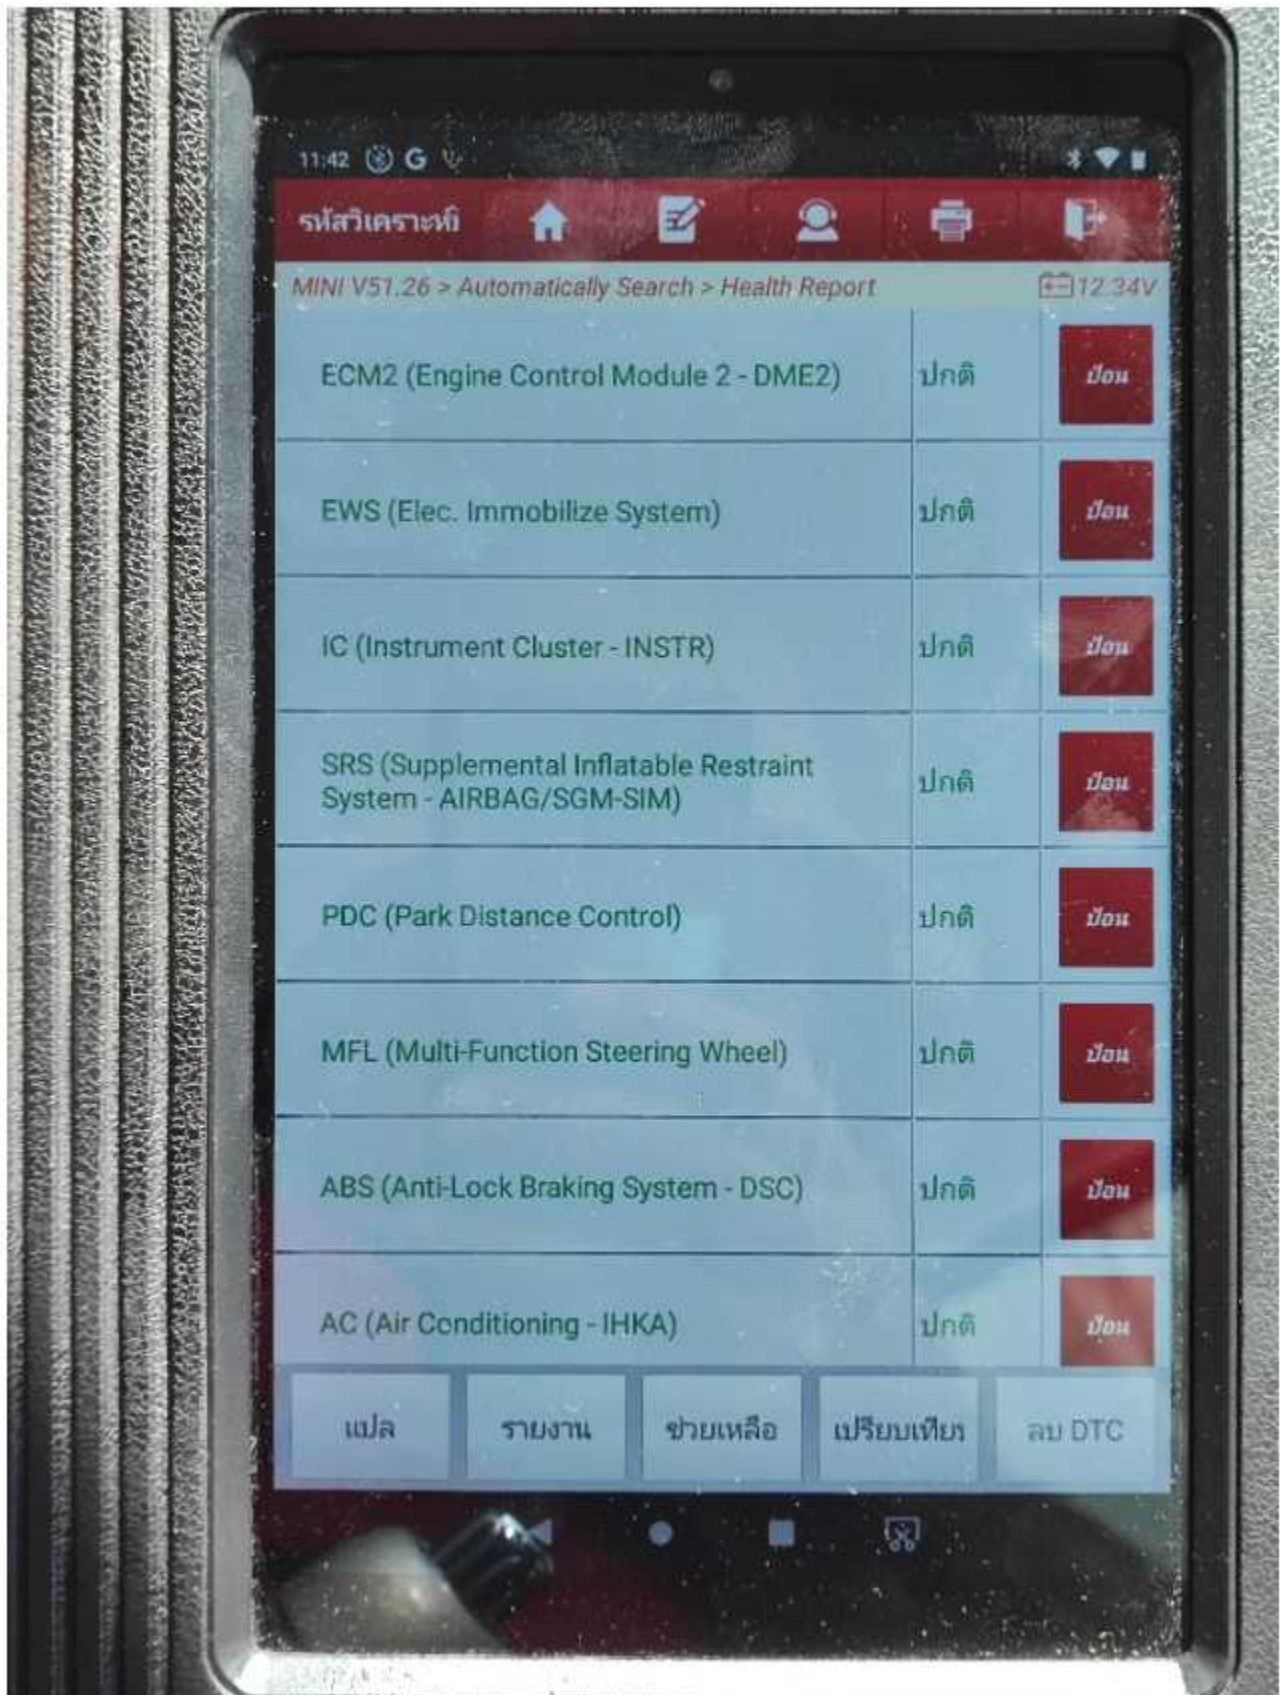 11:42 G
รหัสวิเคราะห์
MINI V51.26 > Automatically Search > Health Report 12.34V
ECM2 (Engine Control Module 2 - DME2) ปกติ ป้อน
EWS (Elec. Immobilize System) ปกติ ป้อน
IC (Instrument Cluster - INSTR) ปกติ ป้อน
SRS (Supplemental Inflatable Restraint
System - AIRBAG/SGM-SIM) ปกติ ป้อน
PDC (Park Distance Control) ปกติ ป้อน
MFL (Multi-Function Steering Wheel) ปกติ ป้อน
ABS (Anti-Lock Braking System - DSC) ปกติ ป้อน
AC (Air Conditioning - IHKA) ปกติ ป้อน
แปล รายงาน ช่วยเหลือ เปรียบเทีย ลบ DTC